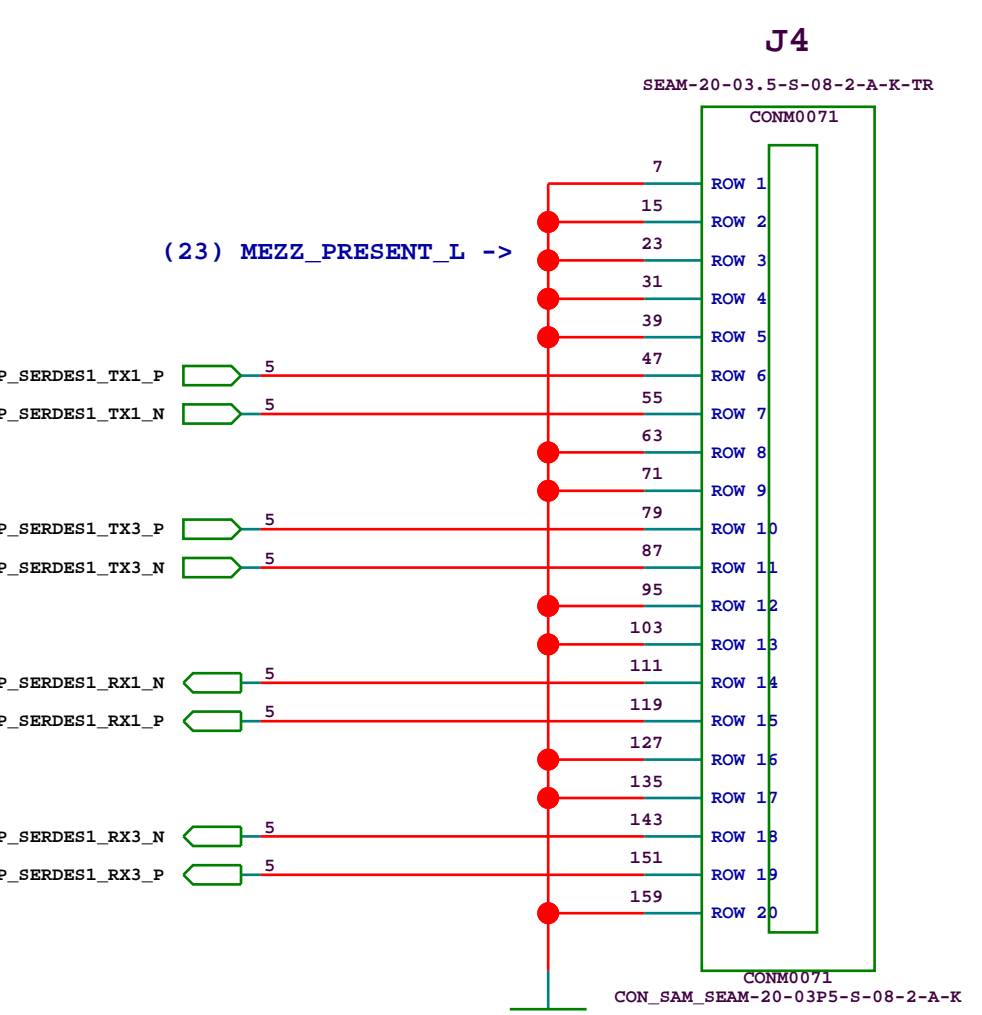 J4
SEAM-20-03.5-S-08-2-A-K-TR
CONM0071
7 ROW 1
15 ROW 2
(23) MEZZ_PRESENT_L ->
23 ROW 3
31 ROW 4
39 ROW 5
P_SERDES1_TX1_P 5 47 ROW 6
P_SERDES1_TX1_N 5 55 ROW 7
63 ROW 8
71 ROW 9
P_SERDES1_TX3_P 5 79 ROW 10
P_SERDES1_TX3_N 5 87 ROW 11
95 ROW 12
103 ROW 13
P_SERDES1_RX1_N 5 111 ROW 14
P_SERDES1_RX1_P 5 119 ROW 15
127 ROW 16
135 ROW 17
P_SERDES1_RX3_N 5 143 ROW 18
P_SERDES1_RX3_P 5 151 ROW 19
159 ROW 20
CONM0071
CON_SAM_SEAM-20-03P5-S-08-2-A-K